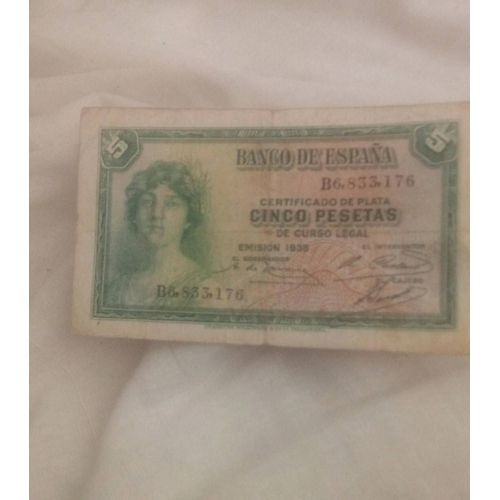 5
5
BANCO DE ESPAÑA
B6,833,176
CERTIFICADO DE PLATA
CINCO PESETAS
DE CURSO LEGAL
EMISION 1935
EL INTERVENTOR
EL GOBERNADOR
CAJERO
B6,833,176